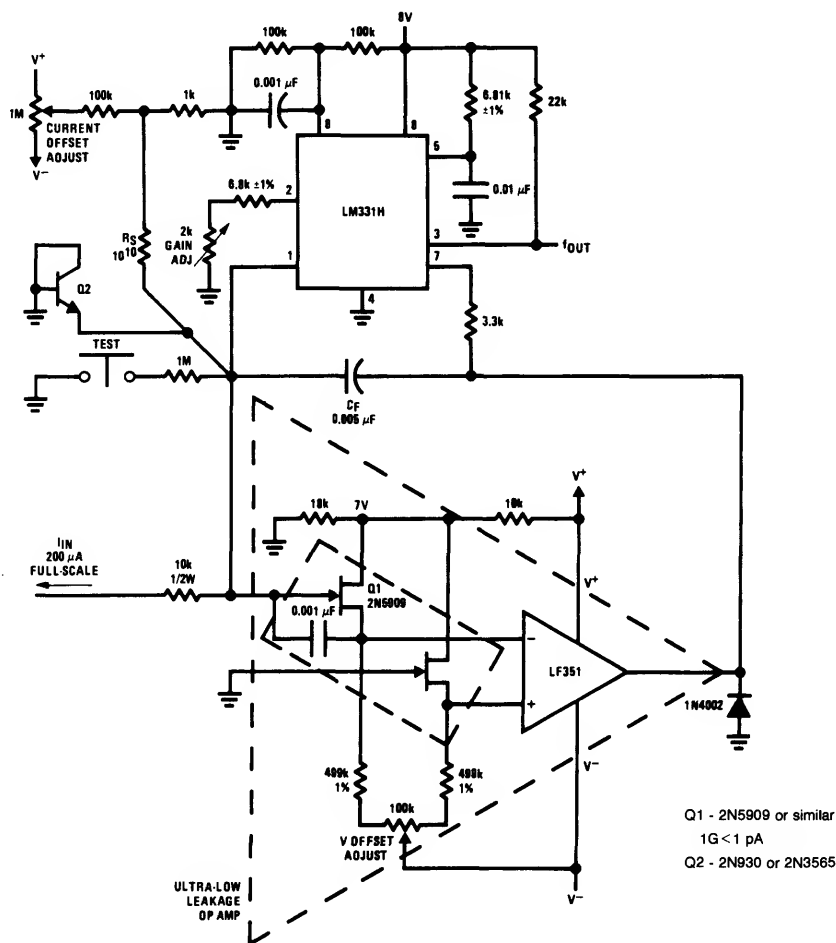 8V
100k
100k
V+
0.001 μF
6.81k
±1%
22k
1M
100k
1k
CURRENT
OFFSET
ADJUST
V−
8
8
5
0.01 μF
6.8k ±1%
2
LM331H
2k
GAIN
ADJ
3
fOUT
RS
10^10
1
7
4
Q2
3.3k
TEST
1M
CF
0.005 μF
V+
18k
7V
10k
IIN
200 μA
FULL-SCALE
10k
1/2W
Q1
2N5909
V+
0.001 μF
−
LF351
+
1N4002
V−
499k
1%
499k
1%
100k
V OFFSET
ADJUST
Q1 - 2N5909 or similar
1G<1 pA
Q2 - 2N930 or 2N3565
ULTRA-LOW
LEAKAGE
OP AMP
V−